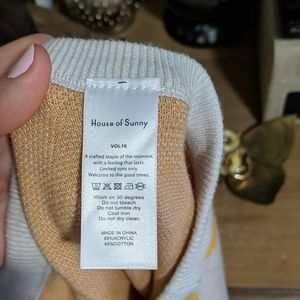 House of Sunny
VOL16
A crafted staple of the moment,
with a feeling that lasts.
Limited runs only
Welcome to the good times.
Wash on 30 degrees
Do not bleach
Do not tumble dry
Cool iron
Do not dry clean
MADE IN CHINA
55%ACRYLIC
45%COTTON